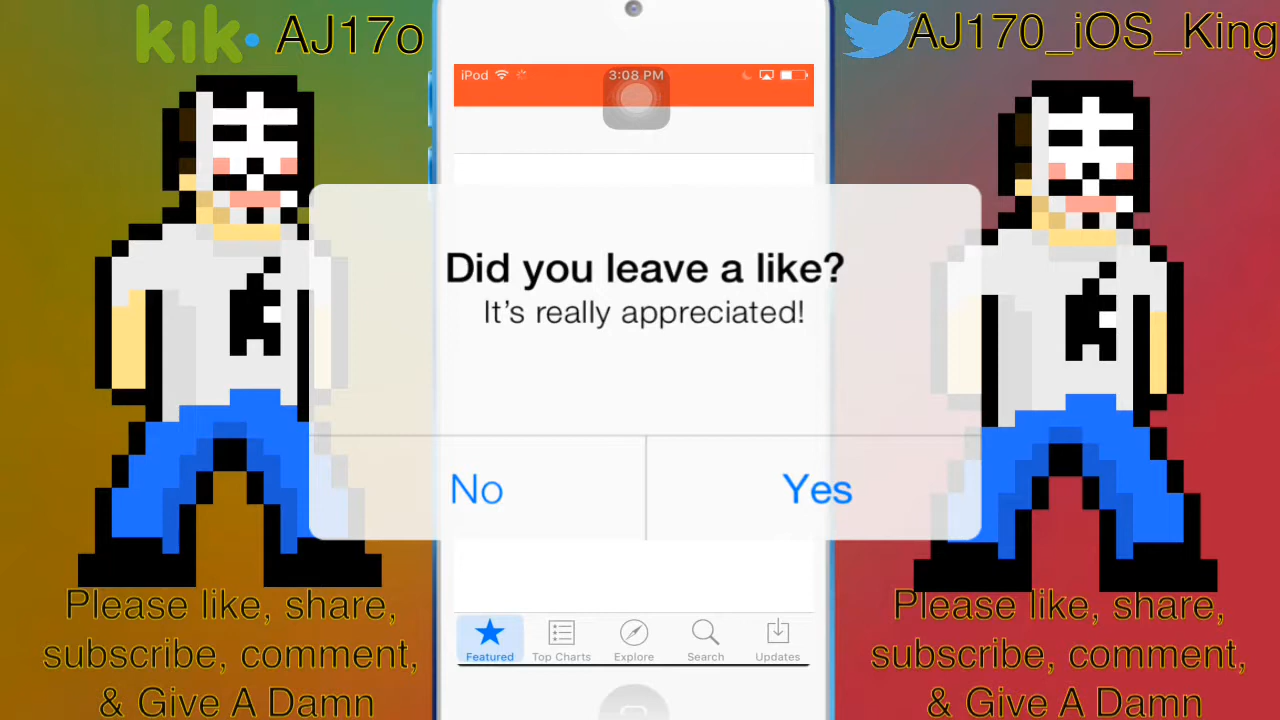 kik• AJ17o
AJ170_iOS_King
iPod 3:08 PM
Did you leave a like?
It's really appreciated!
No Yes
Featured Top Charts Explore Search Updates
Please like, share,
subscribe, comment,
& Give A Damn
Please like, share,
subscribe, comment,
& Give A Damn